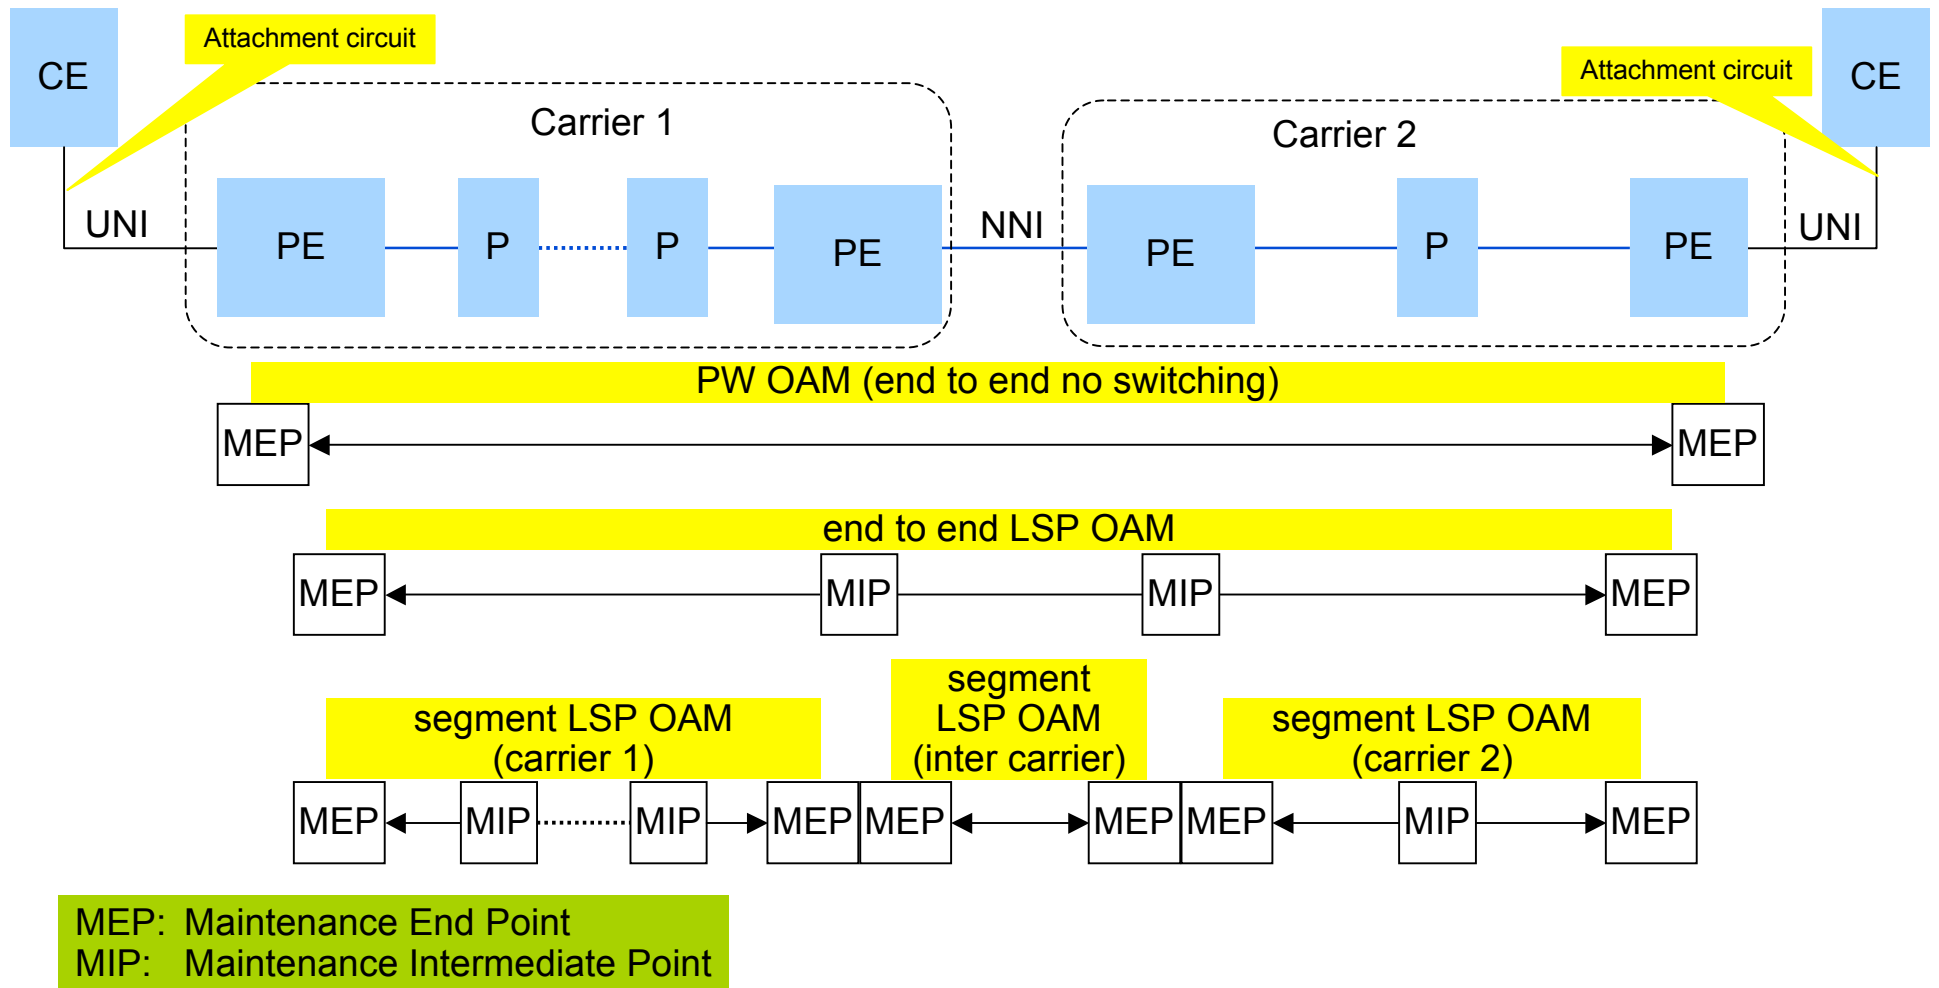 Attachment circuit
CE
Attachment circuit
CE
Carrier 1
Carrier 2
UNI
PE
P
P
PE
NNI
PE
P
PE
UNI
PW OAM (end to end no switching)
MEP
MEP
end to end LSP OAM
MEP
MIP
MIP
MEP
segment LSP OAM
(carrier 1)
segment
LSP OAM
(inter carrier)
segment LSP OAM
(carrier 2)
MEP
MIP
MIP
MEP
MEP
MEP
MEP
MIP
MEP
MEP: Maintenance End Point
MIP: Maintenance Intermediate Point